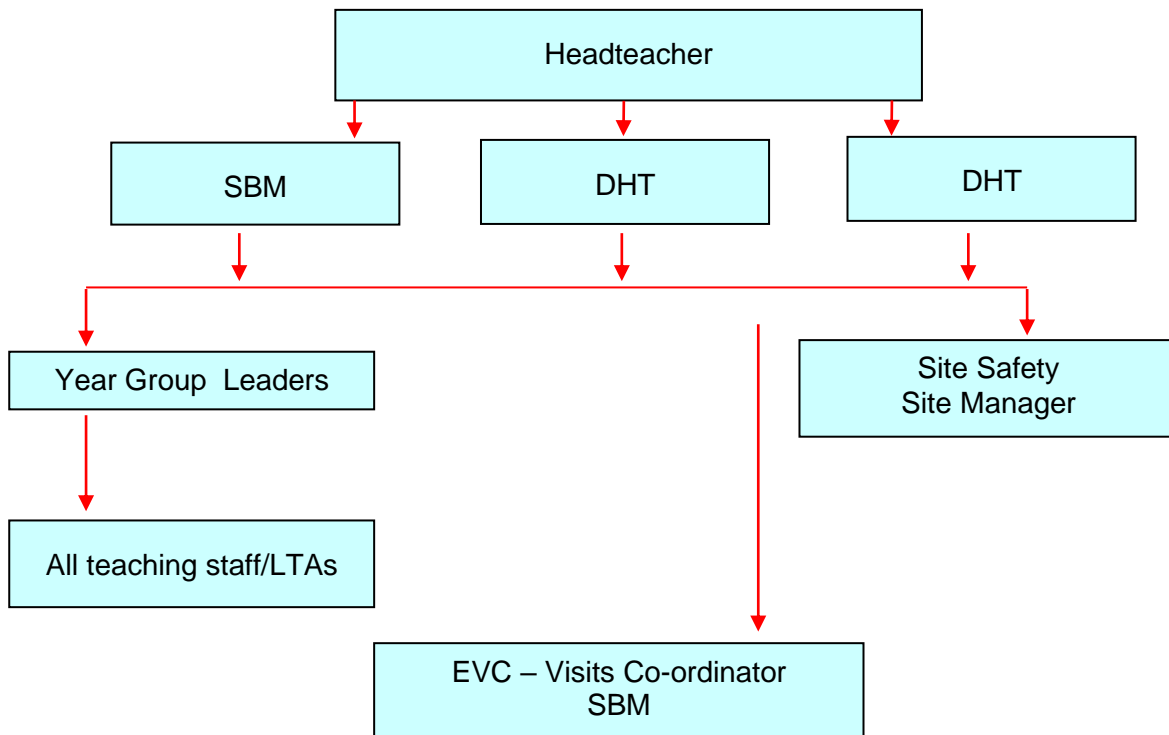 Headteacher
SBM
DHT
DHT
Year Group  Leaders
Site Safety
Site Manager
All teaching staff/LTAs
EVC – Visits Co-ordinator
SBM